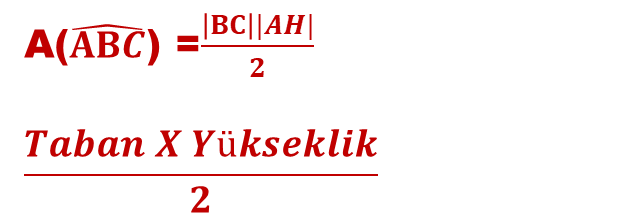 A(ABC) = |BC||AH|
2
Taban X Yükseklik
2